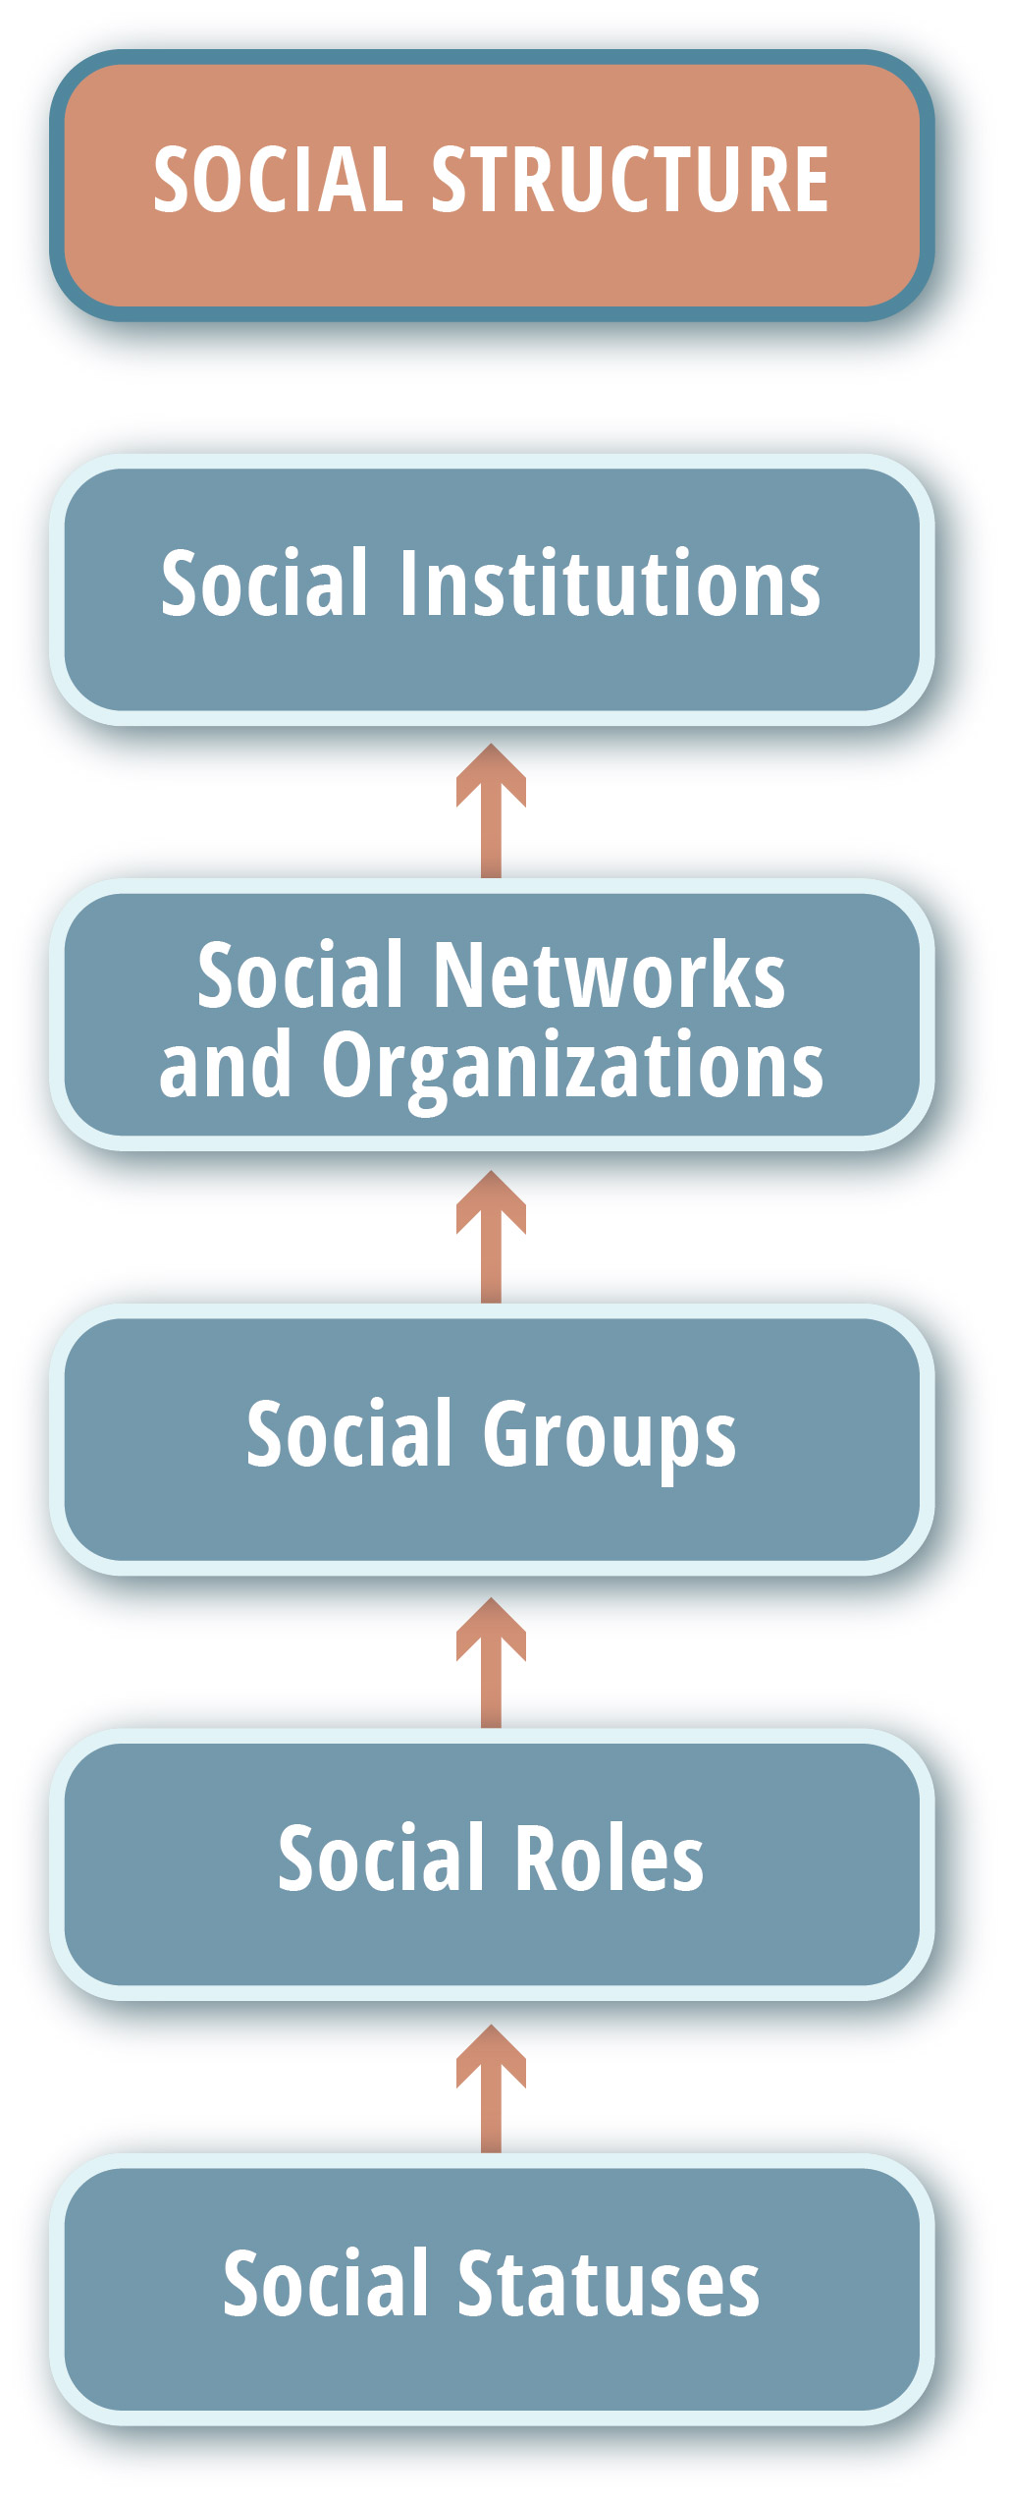 SOCIAL STRUCTURE
Social Institutions
Social Networks
and Organizations
Social Groups
Social Roles
Social Statuses